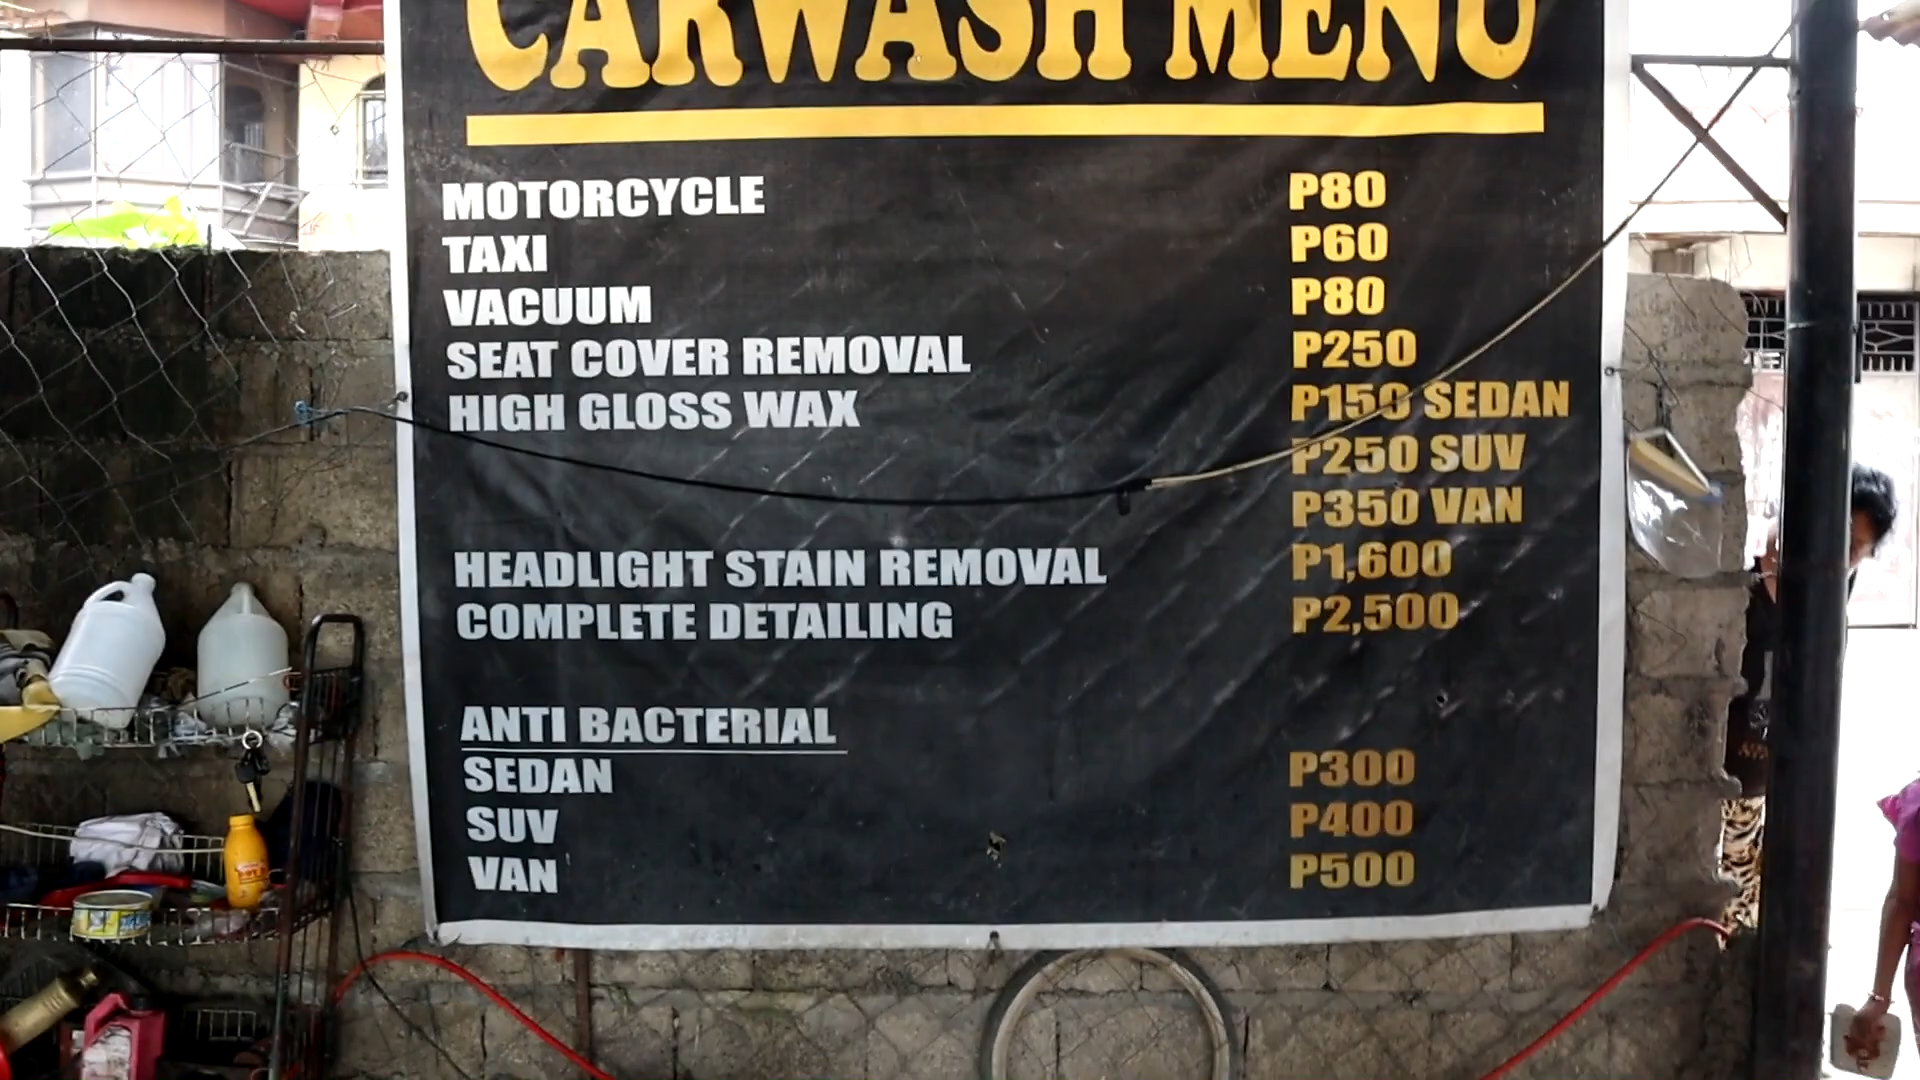 CARWASH MENU
MOTORCYCLE P80
TAXI P60
VACUUM P80
SEAT COVER REMOVAL P250
HIGH GLOSS WAX P150 SEDAN
P250 SUV
P350 VAN
HEADLIGHT STAIN REMOVAL P1,600
COMPLETE DETAILING P2,500
ANTI BACTERIAL
SEDAN P300
SUV P400
VAN P500